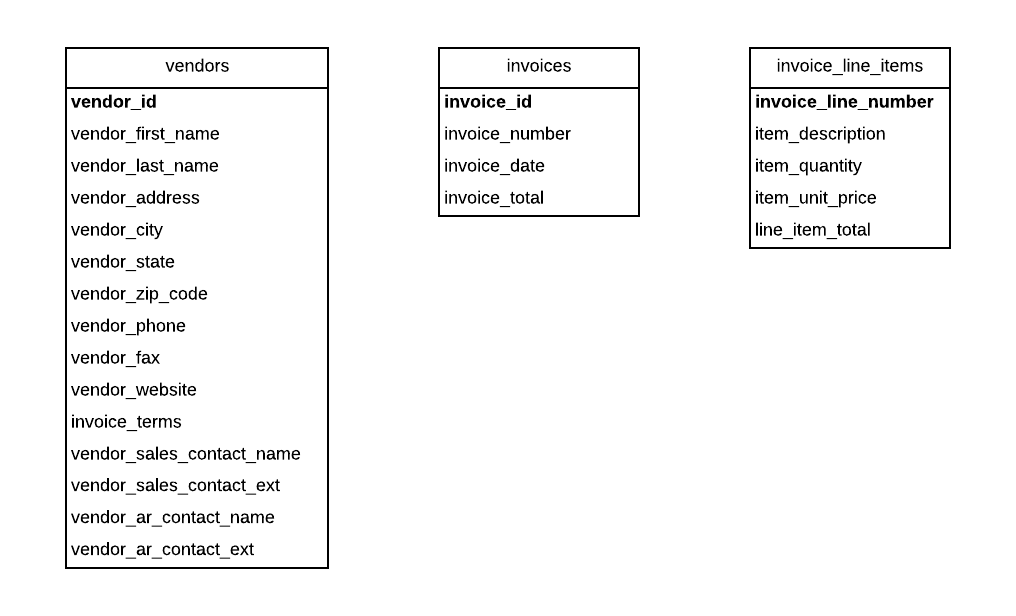 vendors
vendor_id
vendor_first_name
vendor_last_name
vendor_address
vendor_city
vendor_state
vendor_zip_code
vendor_phone
vendor_fax
vendor_website
invoice_terms
vendor_sales_contact_name
vendor_sales_contact_ext
vendor_ar_contact_name
vendor_ar_contact_ext
invoices
invoice_id
invoice_number
invoice_date
invoice_total
invoice_line_items
invoice_line_number
item_description
item_quantity
item_unit_price
line_item_total